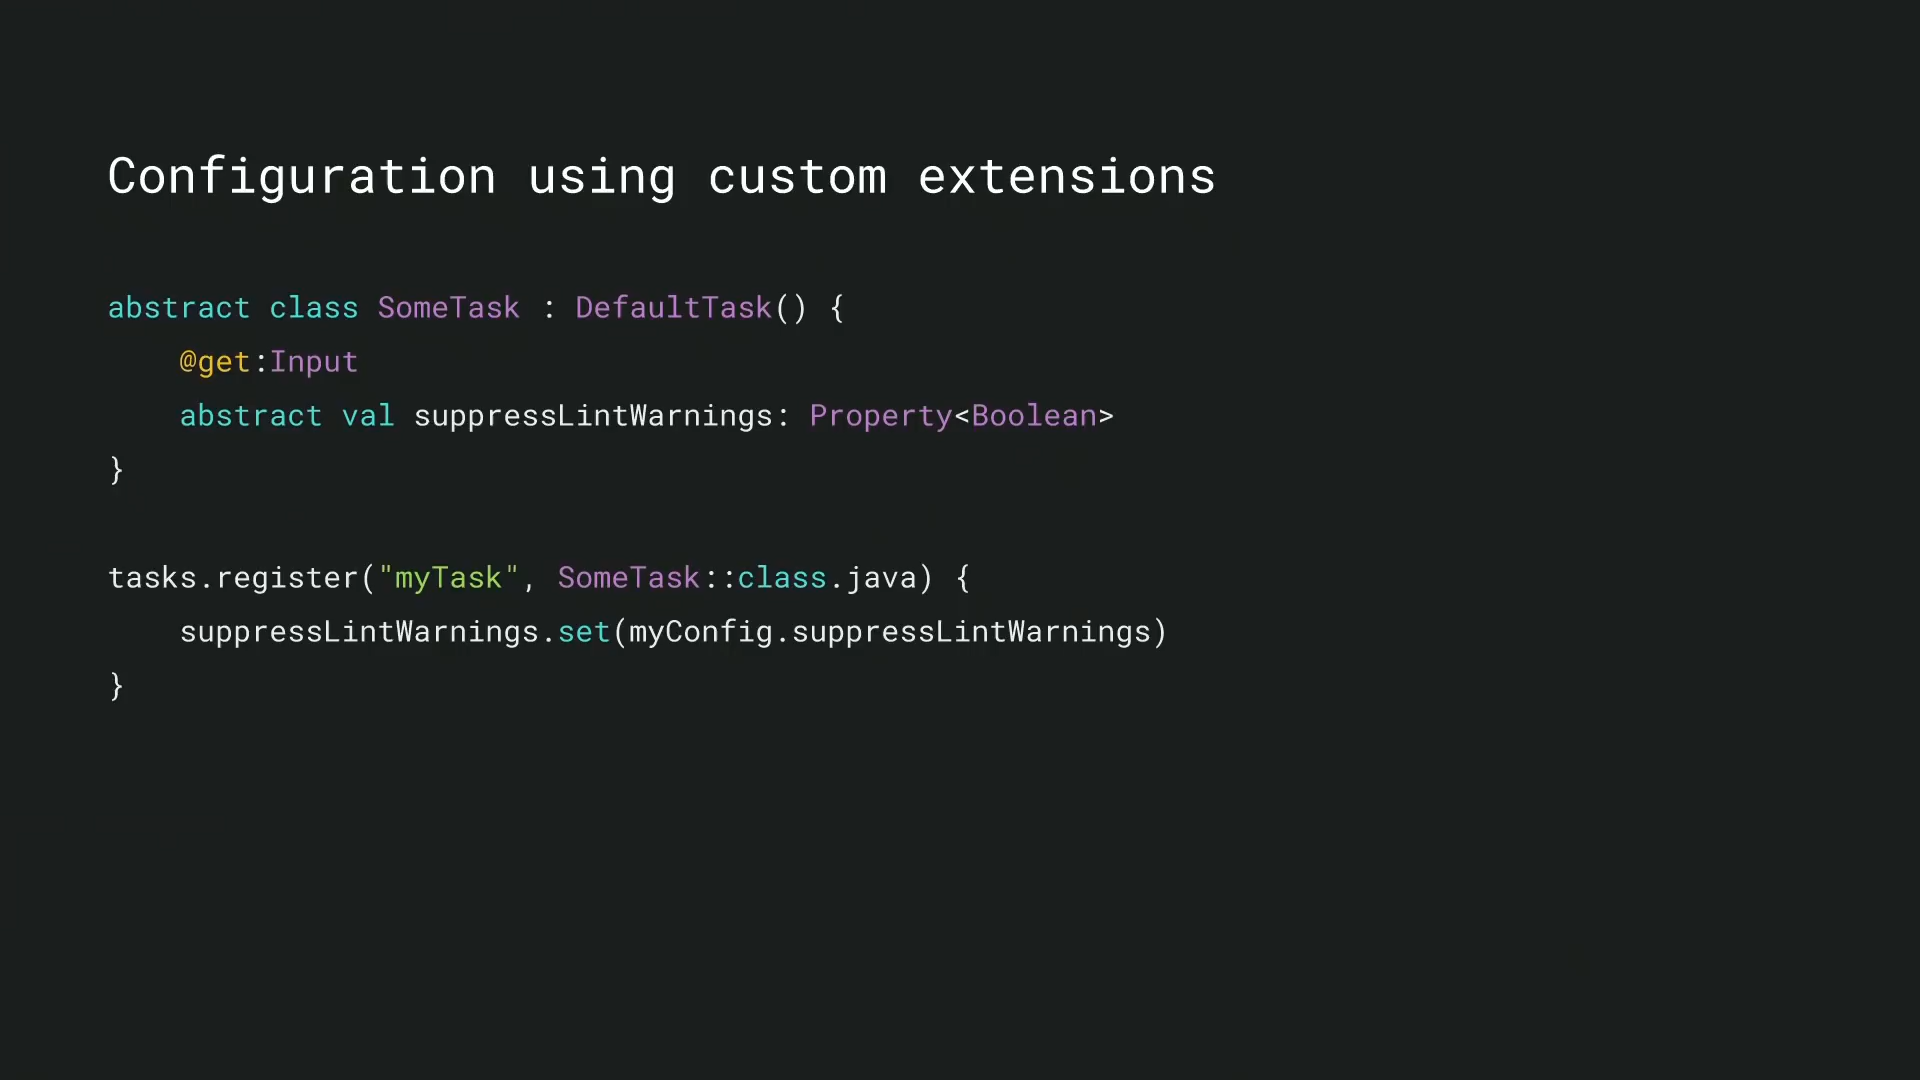 Configuration using custom extensions
abstract class SomeTask : DefaultTask() {
    @get:Input
    abstract val suppressLintWarnings: Property<Boolean>
}
tasks.register("myTask", SomeTask::class.java) {
    suppressLintWarnings.set(myConfig.suppressLintWarnings)
}